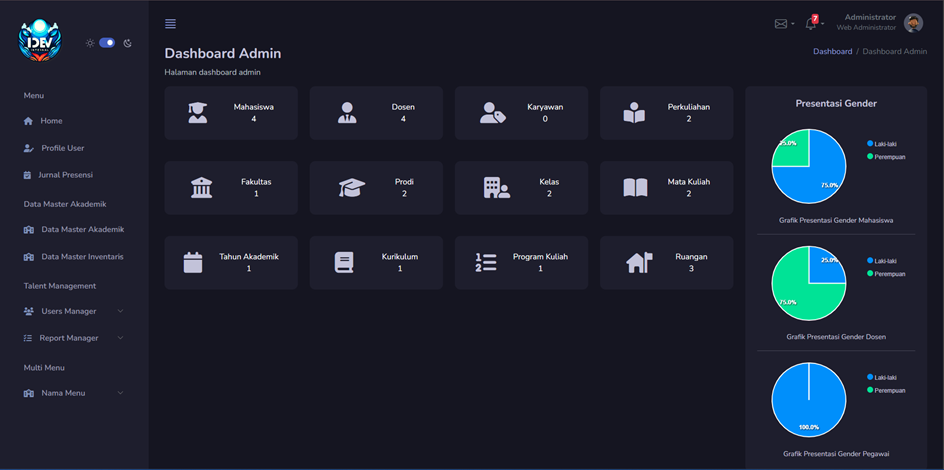 IDEV
Menu
Home
Profile User
Jurnal Presensi
Data Master Akademik
Data Master Akademik
Data Master Inventaris
Talent Management
Users Manager
Report Manager
Multi Menu
Nama Menu
7
Administrator
Web Administrator
Dashboard Admin
Dashboard / Dashboard Admin
Halaman dashboard admin
Mahasiswa
4
Dosen
4
Karyawan
0
Perkuliahan
2
Fakultas
1
Prodi
2
Kelas
2
Mata Kuliah
2
Tahun Akademik
1
Kurikulum
1
Program Kuliah
1
Ruangan
3
Presentasi Gender
25.0%
75.0%
Laki-laki
Perempuan
Grafik Presentasi Gender Mahasiswa
25.0%
75.0%
Laki-laki
Perempuan
Grafik Presentasi Gender Dosen
100.0%
Laki-laki
Perempuan
Grafik Presentasi Gender Pegawai